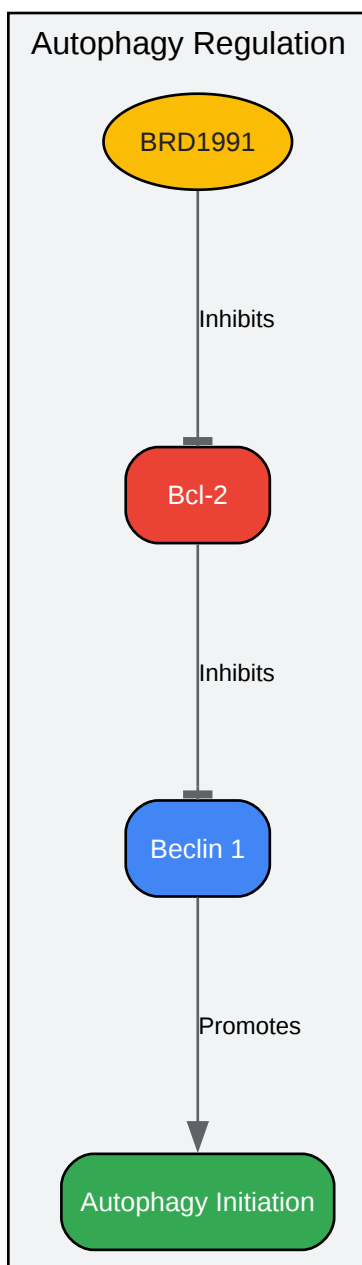 Autophagy Regulation
BRD1991
Inhibits
Bcl-2
Inhibits
Beclin 1
Promotes
Autophagy Initiation